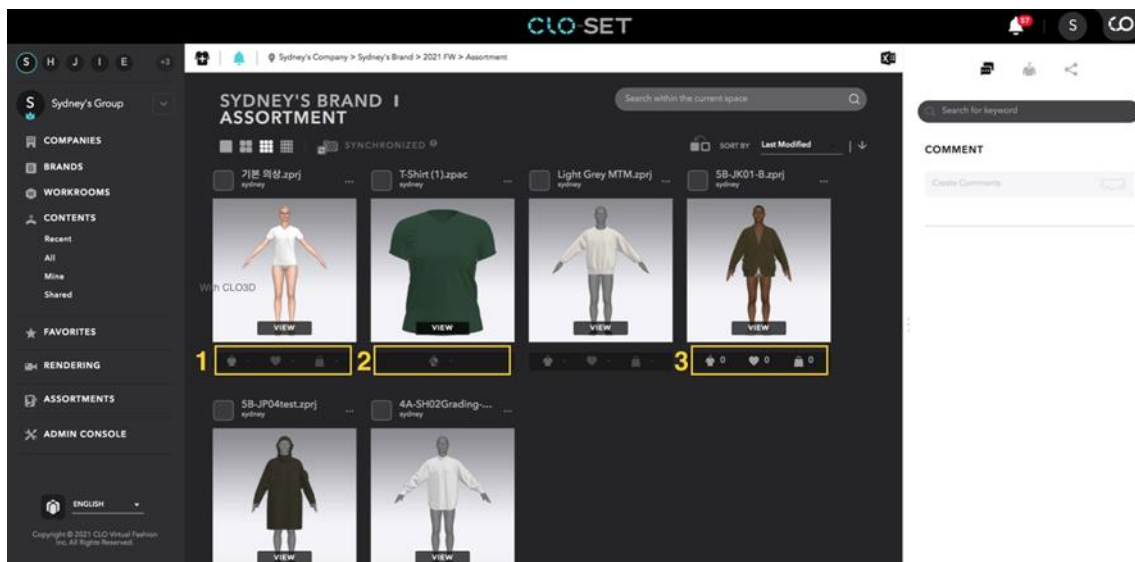 CLO-SET
57
S
S H J I E +3
Sydney's Company > Sydney's Brand > 2021 FW > Assortment
S Sydney's Group
SYDNEY'S BRAND I
ASSORTMENT
Search within the current space
Search for keyword
COMPANIES
BRANDS
WORKROOMS
CONTENTS
Recent
All
Mine
Shared
FAVORITES
RENDERING
ASSORTMENTS
ADMIN CONSOLE
ENGLISH
Copyright © 2021 CLO Virtual Fashion
Inc. All Rights Reserved.
SYNCHRONIZED
SORT BY Last Modified
COMMENT
Create Comments
기본 의상.zprj ...
sydney
T-Shirt (1).zpac ...
sydney
Light Grey MTM.zprj ...
sydney
5B-JK01-B.zprj ...
sydney
With CLO3D
VIEW VIEW VIEW VIEW
1 - - -
2 -
- - -
3 0 0 0
5B-JP04test.zprj ...
sydney
4A-SH02Grading-... ...
sydney
VIEW VIEW